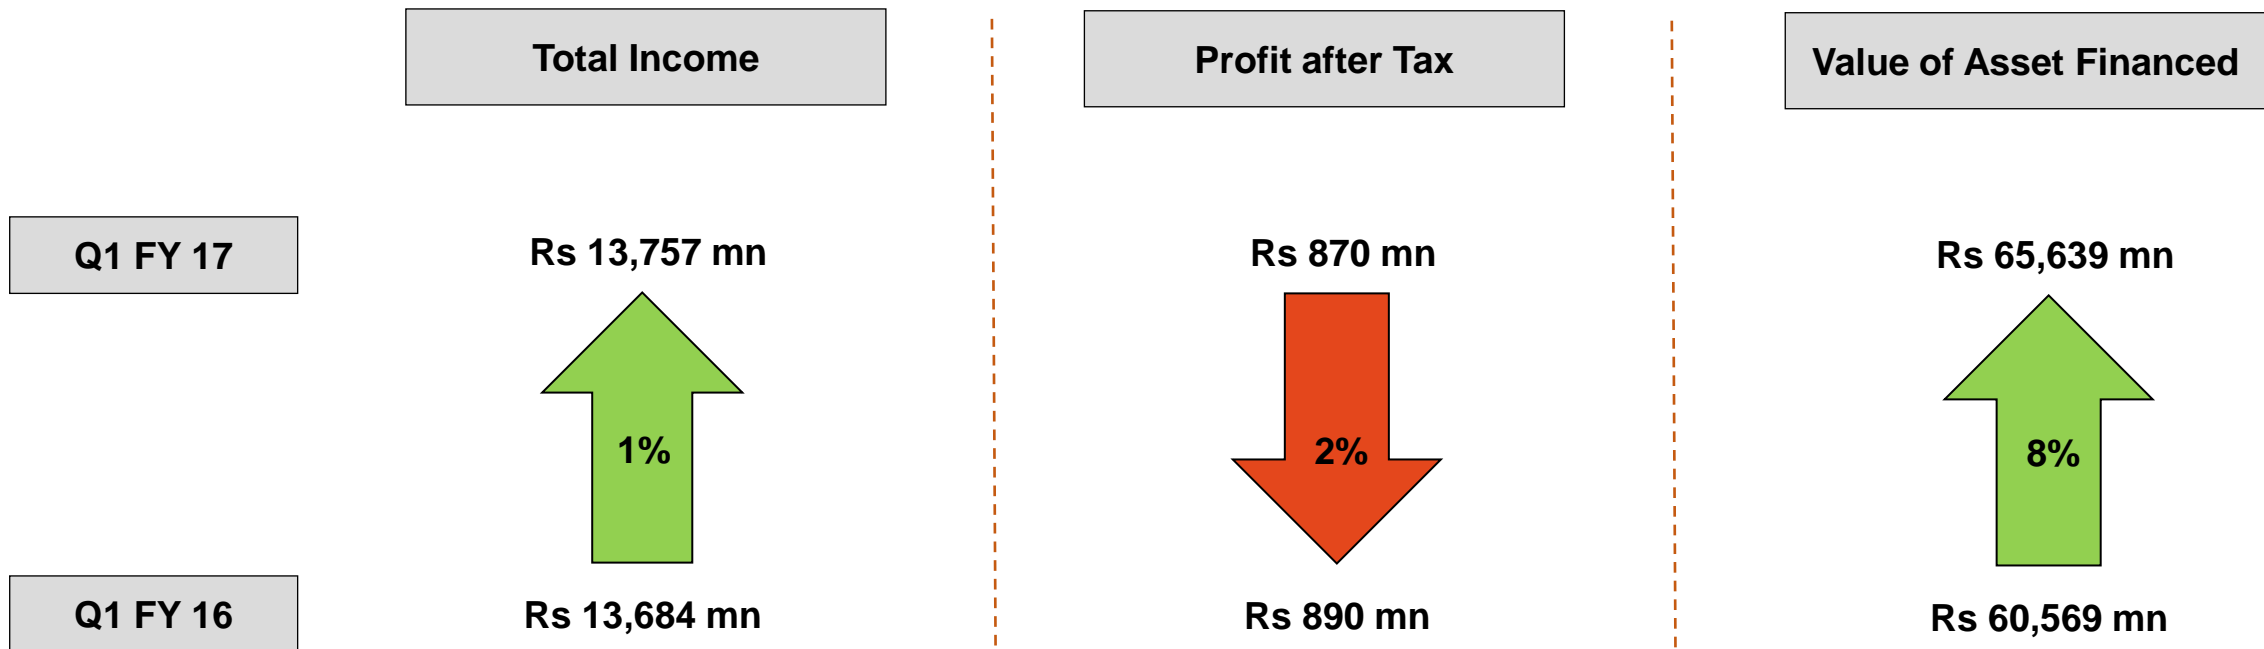 Total Income
Profit after Tax
Value of Asset Financed
Q1 FY 17
Rs 13,757 mn
Rs 870 mn
Rs 65,639 mn
1%
2%
8%
Q1 FY 16
Rs 13,684 mn
Rs 890 mn
Rs 60,569 mn